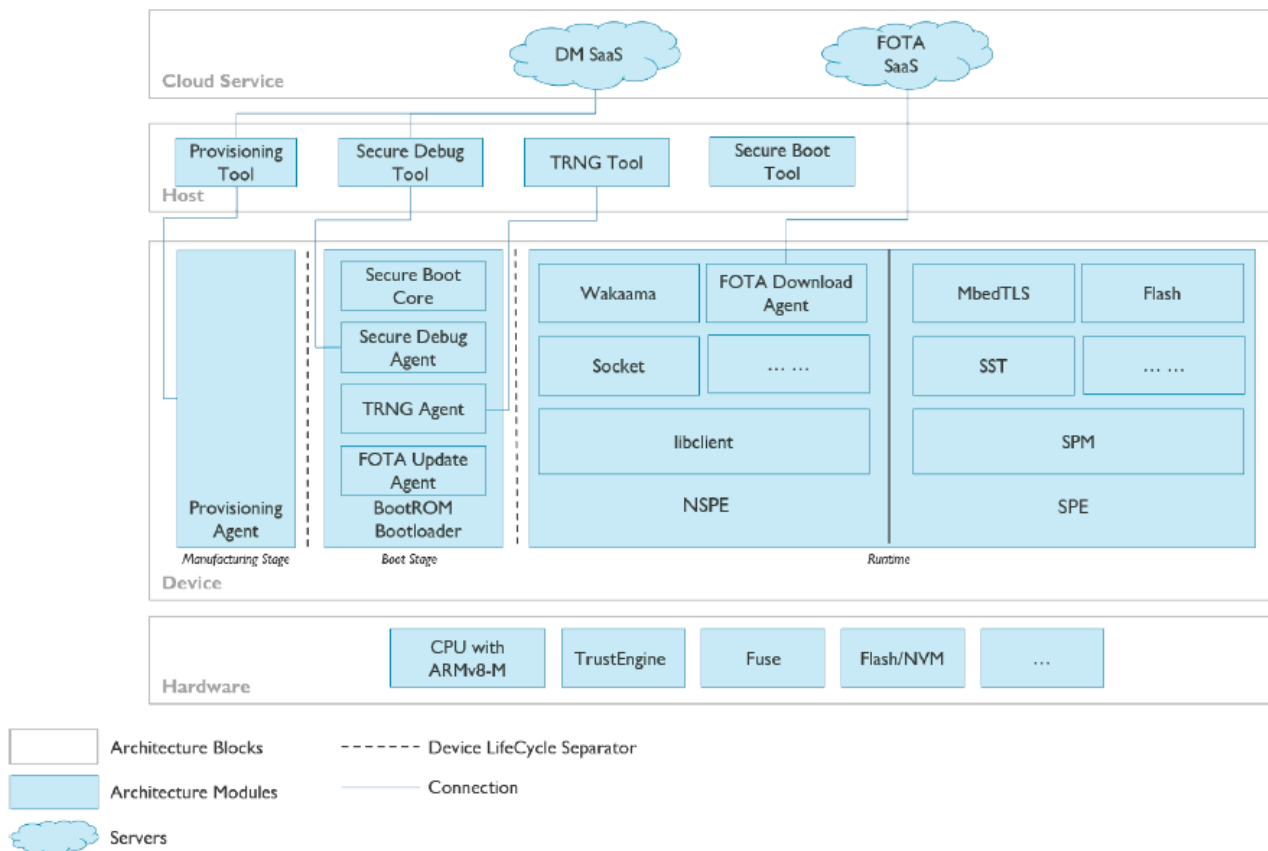 DM SaaS
FOTA
SaaS
Cloud Service
Provisioning
Tool
Secure Debug
Tool
TRNG Tool
Secure Boot
Tool
Host
Secure Boot
Core
Secure Debug
Agent
TRNG Agent
FOTA Update
Agent
BootROM
Bootloader
Provisioning
Agent
Wakaama
FOTA Download
Agent
Socket
... ...
libclient
NSPE
MbedTLS
Flash
SST
... ...
SPM
SPE
Manufacturing Stage
Boot Stage
Runtime
Device
CPU with
ARMv8-M
TrustEngine
Fuse
Flash/NVM
...
Hardware
Architecture Blocks
Device LifeCycle Separator
Architecture Modules
Connection
Servers